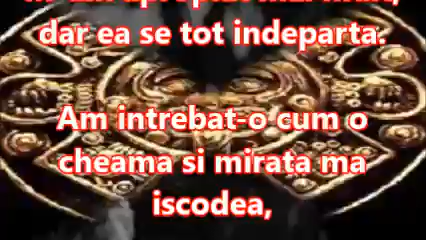 dar ea se tot indeparta.
Am intrebat-o cum o
cheama si mirata ma
iscodea,